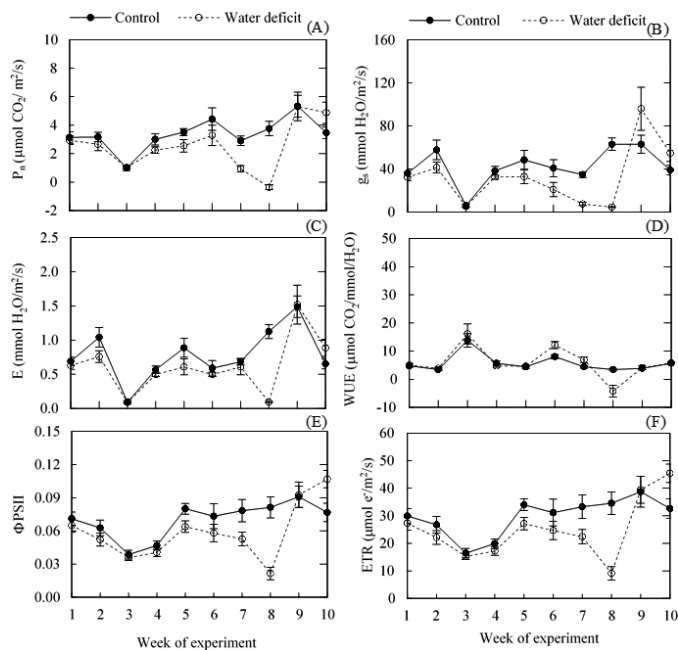 Control Water deficit (A)
Control Water deficit (B)
Pn (μmol CO2/ m2/s)
8
6
4
2
0
-2
gs (mmol H2O/m2/s)
160
120
80
40
0
(C)
E (mmol H2O/m2/s)
2.0
1.5
1.0
0.5
0.0
(D)
WUE (μmol CO2/mmol/H2O)
50
40
30
20
10
0
-10
(E)
ΦPSII
0.15
0.12
0.09
0.06
0.03
0.00
1 2 3 4 5 6 7 8 9 10
Week of experiment
(F)
ETR (μmol e-/m2/s)
60
50
40
30
20
10
0
1 2 3 4 5 6 7 8 9 10
Week of experiment